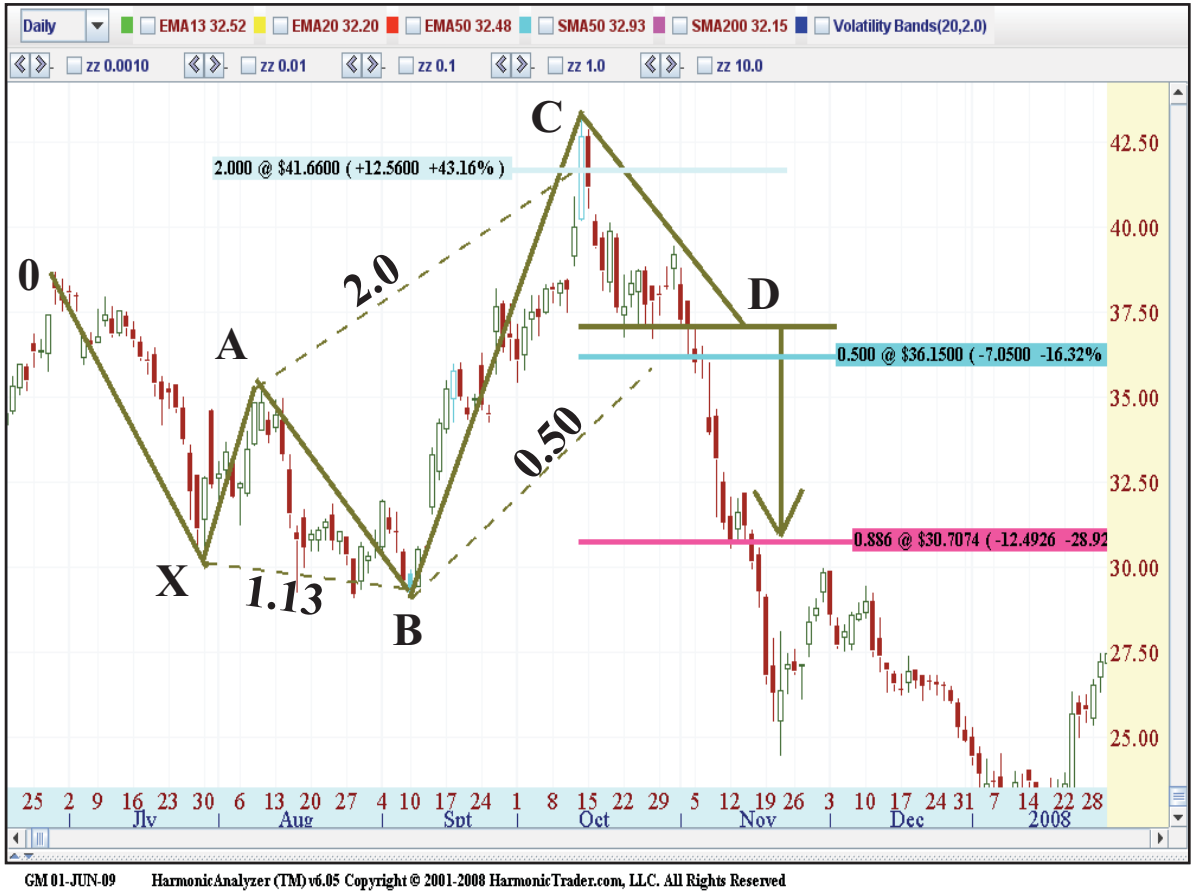 Daily EMA13 32.52 EMA20 32.20 EMA50 32.48 SMA50 32.93 SMA200 32.15 Volatility Bands(20,2.0)
zz 0.0010 zz 0.01 zz 0.1 zz 1.0 zz 10.0
C
42.50
2.000 @ $41.6600 ( +12.5600 +43.16% )
40.00
0
2.0
D
37.50
A
0.500 @ $36.1500 ( -7.0500 -16.32%
35.00
0.50
32.50
0.886 @ $30.7074 ( -12.4926 -28.92
X
30.00
1.13
B
27.50
25.00
25 2 9 16 23 30 6 13 20 27 4 10 17 24 1 8 15 22 29 5 12 19 26 3 10 17 24 31 7 14 22 28
Jly Aug Spt Oct Nov Dec 2008
GM 01-JUN-09 HarmonicAnalyzer (TM) v6.05 Copyright © 2001-2008 HarmonicTrader.com, LLC. All Rights Reserved